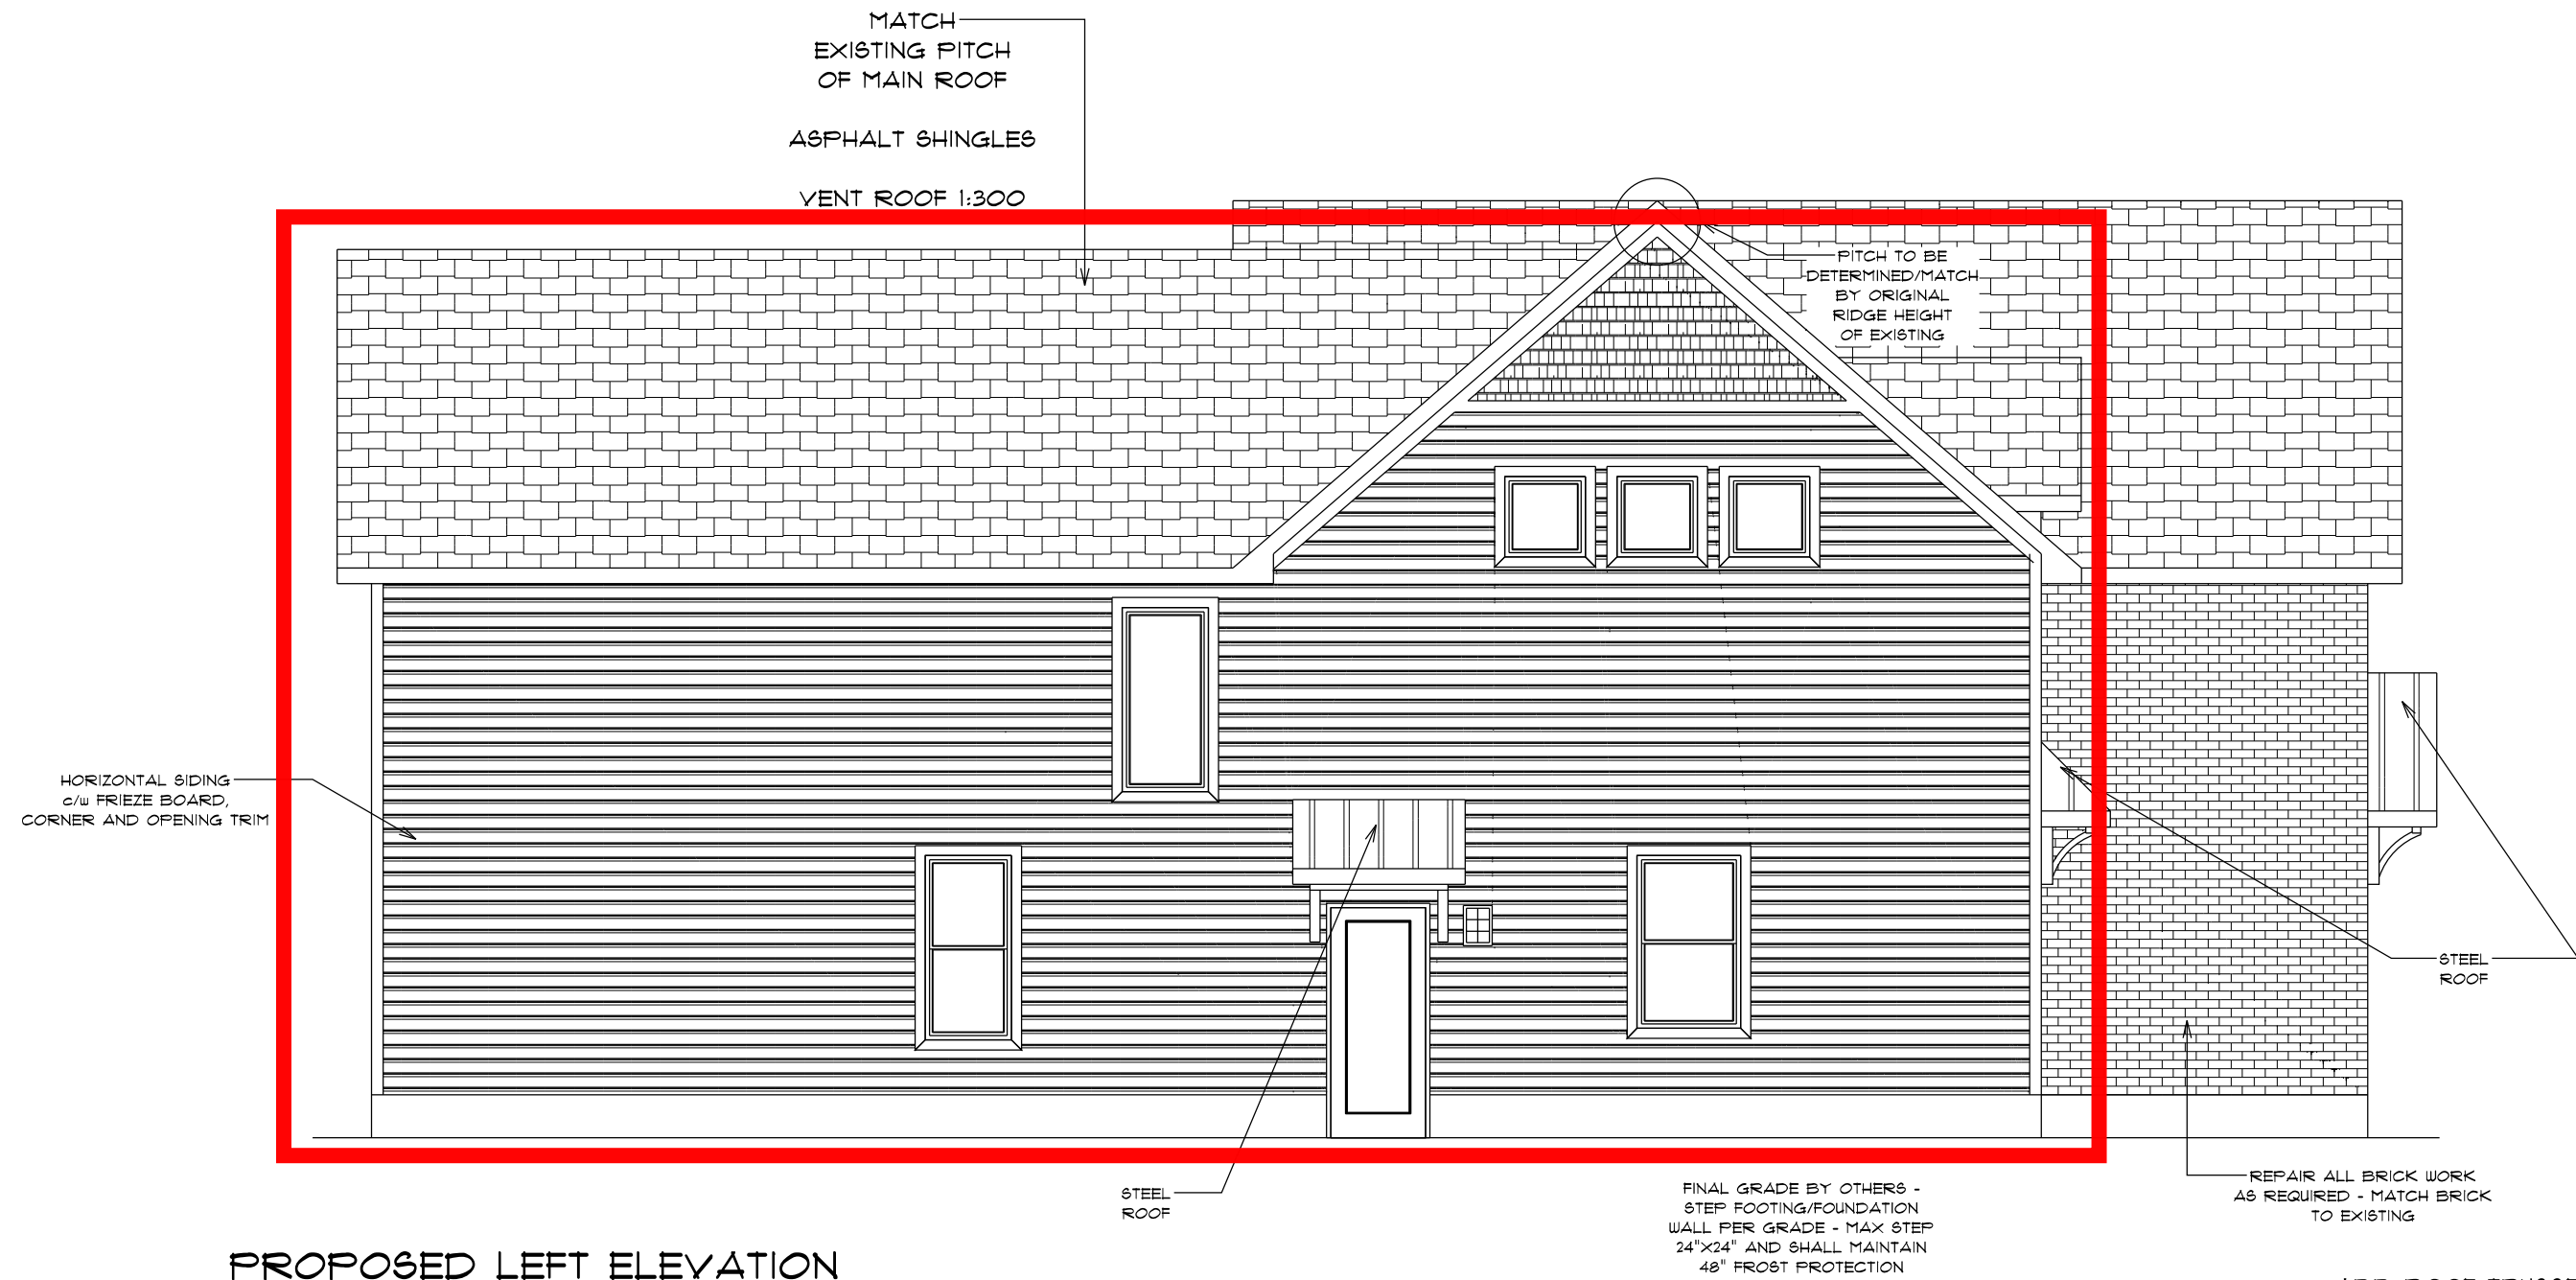 MATCH
EXISTING PITCH
OF MAIN ROOF
ASPHALT SHINGLES
VENT ROOF 1:300
PITCH TO BE
DETERMINED/MATCH
BY ORIGINAL
RIDGE HEIGHT
OF EXISTING
HORIZONTAL SIDING
c/w FRIEZE BOARD,
CORNER AND OPENING TRIM
STEEL
ROOF
STEEL
ROOF
FINAL GRADE BY OTHERS -
STEP FOOTING/FOUNDATION
WALL PER GRADE - MAX STEP
24"X24" AND SHALL MAINTAIN
48" FROST PROTECTION
REPAIR ALL BRICK WORK
AS REQUIRED - MATCH BRICK
TO EXISTING
PROPOSED LEFT ELEVATION